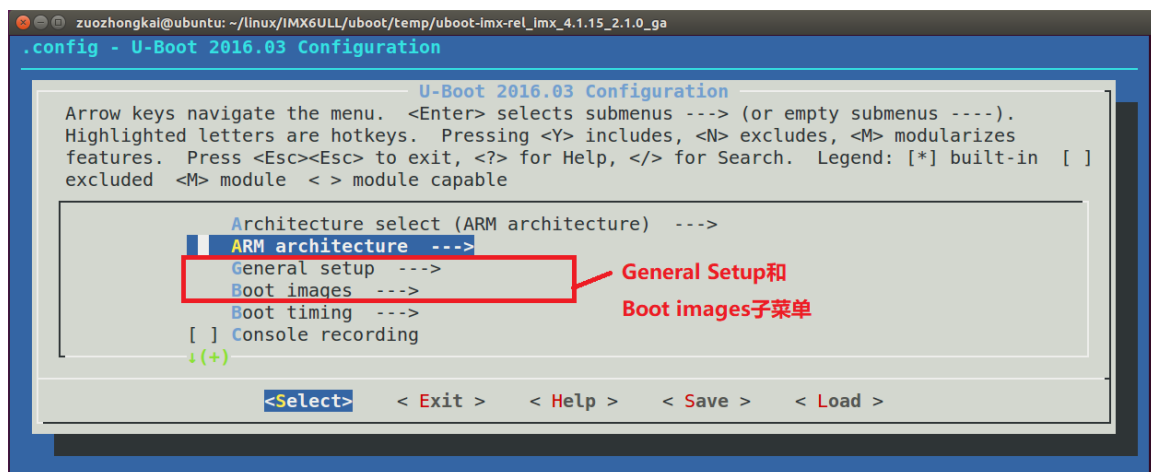 zuozhongkai@ubuntu: ~/linux/IMX6ULL/uboot/temp/uboot-imx-rel_imx_4.1.15_2.1.0_ga
.config - U-Boot 2016.03 Configuration
U-Boot 2016.03 Configuration
Arrow keys navigate the menu.  <Enter> selects submenus ---> (or empty submenus ----).
Highlighted letters are hotkeys.  Pressing <Y> includes, <N> excludes, <M> modularizes
features.  Press <Esc><Esc> to exit, <?> for Help, </> for Search.  Legend: [*] built-in  [ ]
excluded  <M> module  < > module capable
Architecture select (ARM architecture)  --->
ARM architecture  --->
General setup  --->
Boot images  --->
Boot timing  --->
[ ] Console recording
↓(+)
General Setup和
Boot images子菜单
<Select>    < Exit >    < Help >    < Save >    < Load >